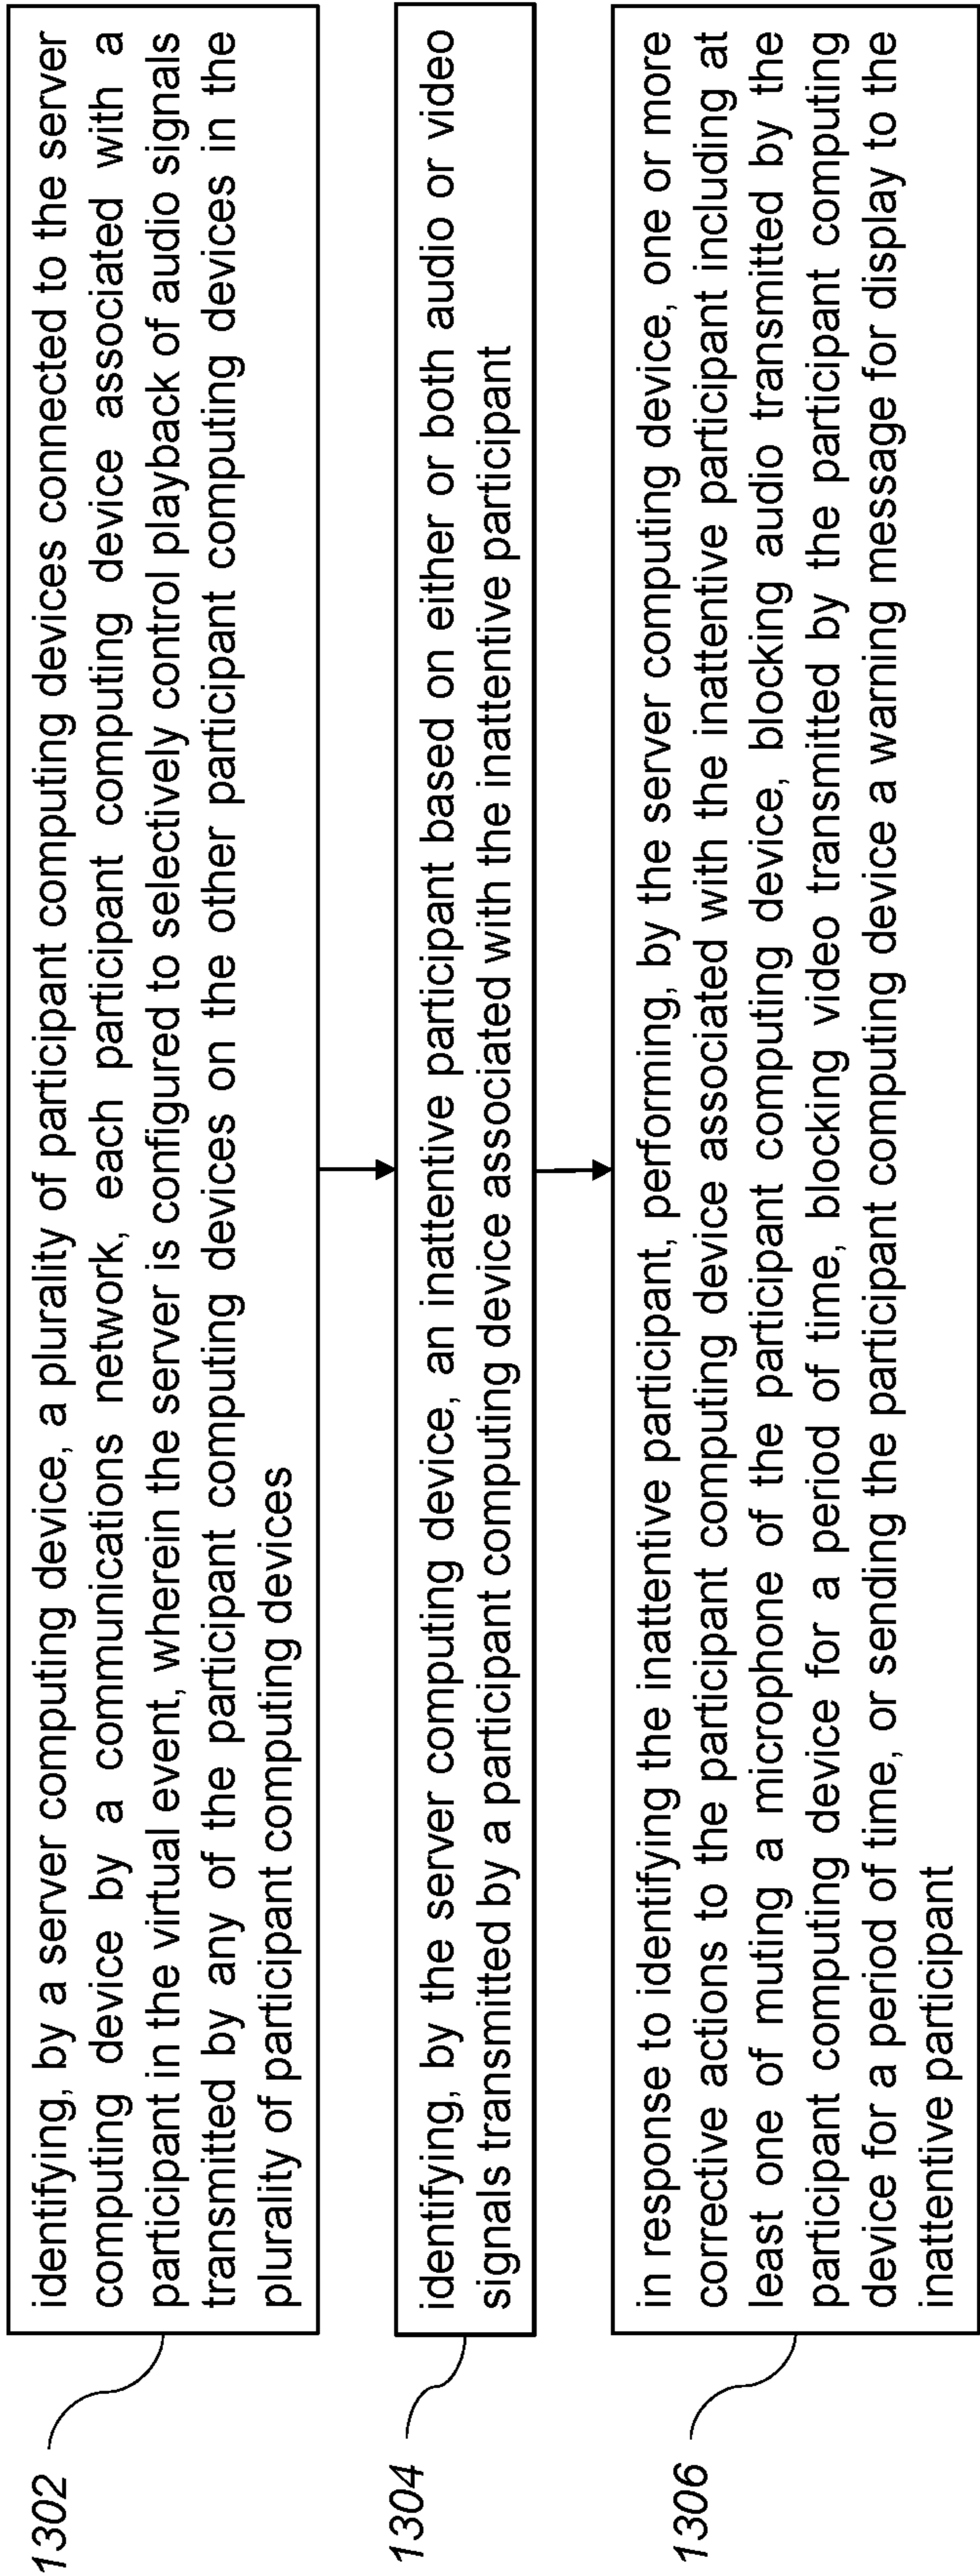 1302
identifying, by a server computing device, a plurality of participant computing devices connected to the server
computing device by a communications network, each participant computing device associated with a
participant in the virtual event, wherein the server is configured to selectively control playback of audio signals
transmitted by any of the participant computing devices on the other participant computing devices in the
plurality of participant computing devices
1304
identifying, by the server computing device, an inattentive participant based on either or both audio or video
signals transmitted by a participant computing device associated with the inattentive participant
1306
in response to identifying the inattentive participant, performing, by the server computing device, one or more
corrective actions to the participant computing device associated with the inattentive participant including at
least one of muting a microphone of the participant computing device, blocking audio transmitted by the
participant computing device for a period of time, blocking video transmitted by the participant computing
device for a period of time, or sending the participant computing device a warning message for display to the
inattentive participant